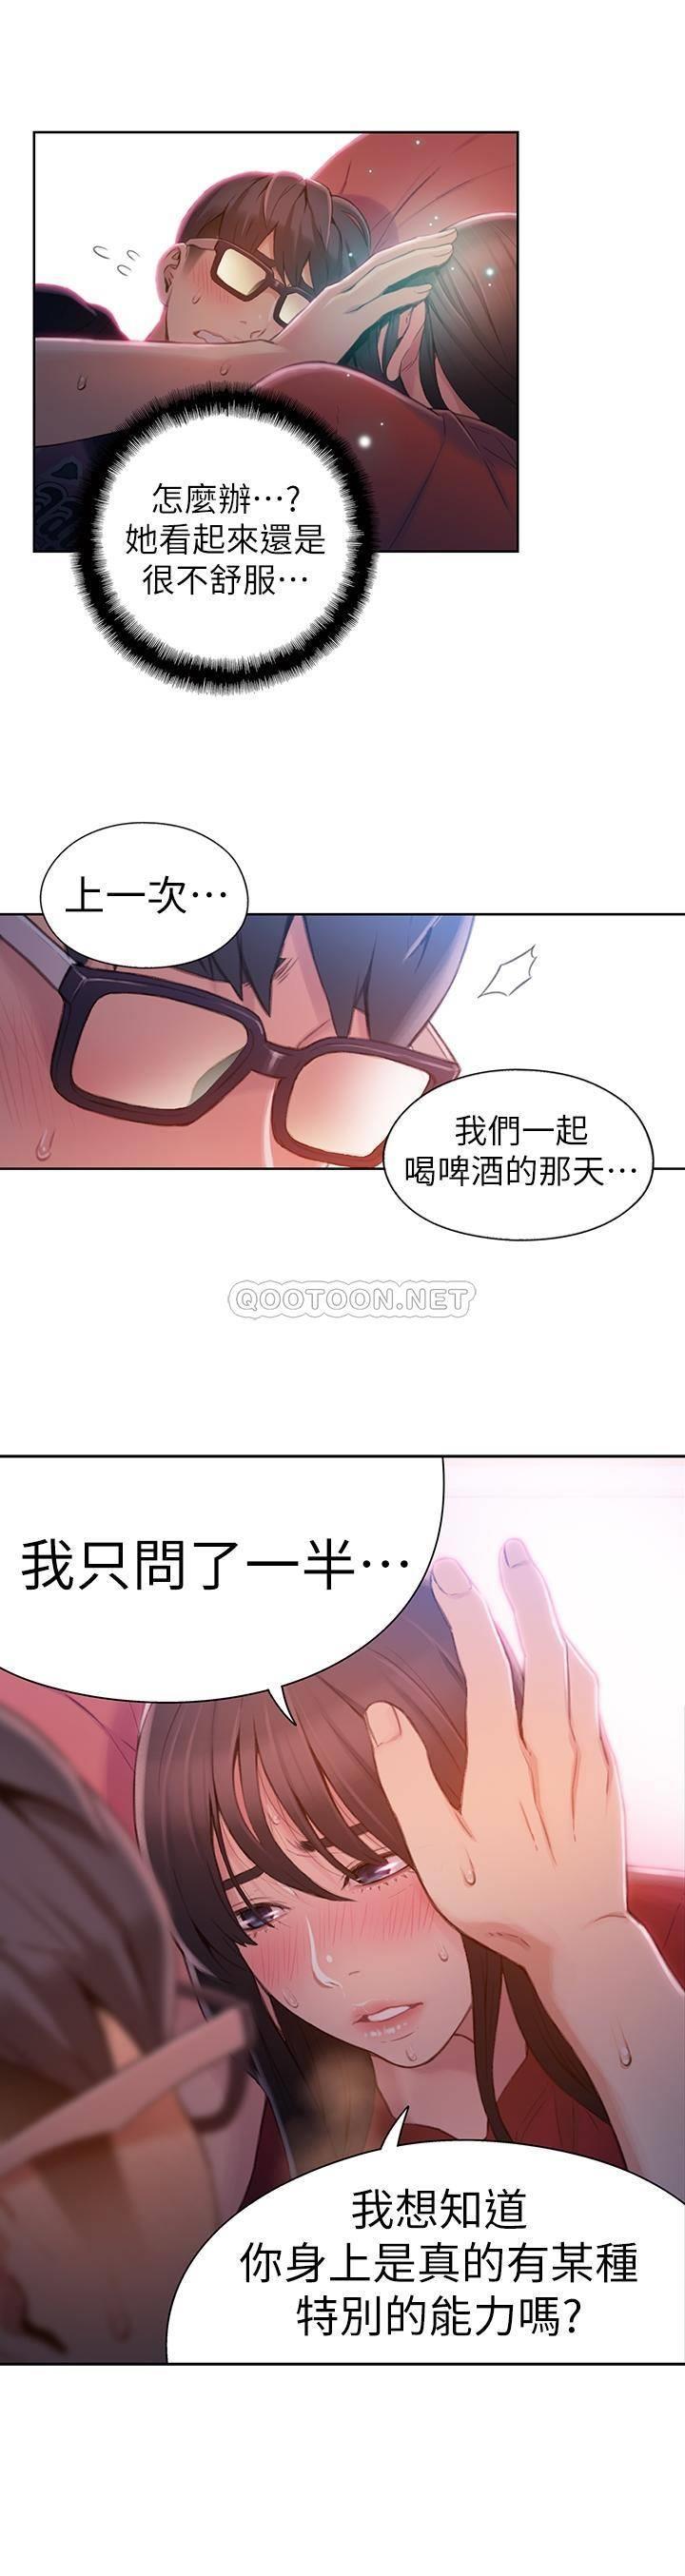 怎麼辦⋯?
她看起來還是
很不舒服⋯
上一次⋯
我們一起
喝啤酒的那天⋯
QOOTOON.NET
我只問了一半⋯
我想知道
你身上是真的有某種
特別的能力嗎?